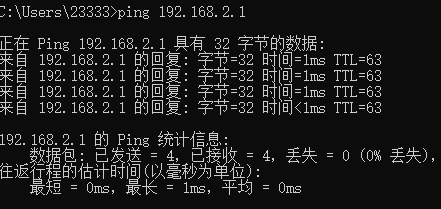 C:\Users\23333>ping 192.168.2.1
正在 Ping 192.168.2.1 具有 32 字节的数据:
来自 192.168.2.1 的回复: 字节=32 时间=1ms TTL=63
来自 192.168.2.1 的回复: 字节=32 时间=1ms TTL=63
来自 192.168.2.1 的回复: 字节=32 时间=1ms TTL=63
来自 192.168.2.1 的回复: 字节=32 时间<1ms TTL=63
192.168.2.1 的 Ping 统计信息:
数据包: 已发送 = 4, 已接收 = 4, 丢失 = 0 (0% 丢失),
往返行程的估计时间(以毫秒为单位):
最短 = 0ms, 最长 = 1ms, 平均 = 0ms